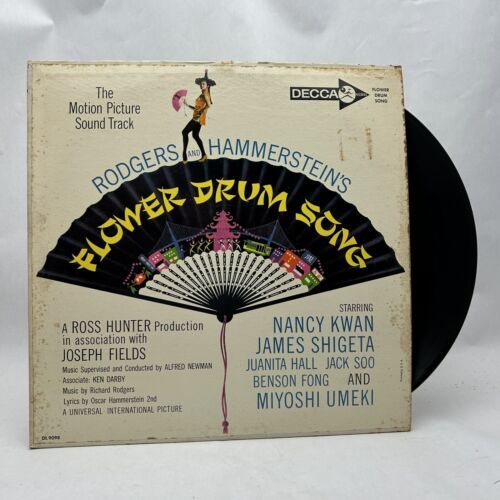 The
Motion Picture
Sound Track
DECCA
FLOWER
DRUM
SONG
RODGERS AND HAMMERSTEIN'S
FLOWER DRUM SONG
A ROSS HUNTER Production
in association with
JOSEPH FIELDS
Music Supervised and Conducted by ALFRED NEWMAN
Associate: KEN DARBY
Music by Richard Rodgers
Lyrics by Oscar Hammerstein 2nd
A UNIVERSAL-INTERNATIONAL PICTURE
STARRING
NANCY KWAN
JAMES SHIGETA
JUANITA HALL JACK SOO
BENSON FONG AND
MIYOSHI UMEKI
DL 9098